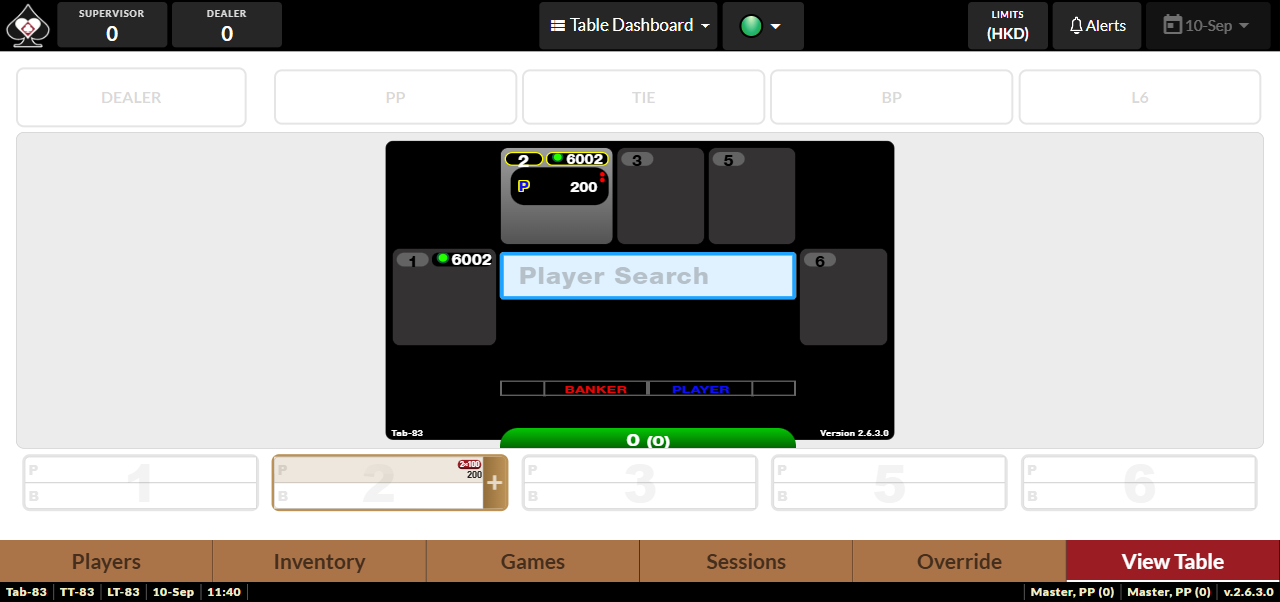 SUPERVISOR
0
DEALER
0
Table Dashboard
LIMITS
(HKD)
Alerts
10-Sep
DEALER
PP
TIE
BP
L6
2 6002
P 200
3
5
1 6002
Player Search
6
BANKER PLAYER
Tab-83
0 (0)
Version 2.6.3.0
P
B
1
P
B
2
2×100
200
+
P
B
3
P
B
5
P
B
6
Players
Inventory
Games
Sessions
Override
View Table
Tab-83 TT-83 LT-83 10-Sep 11:40
Master, PP (0) Master, PP (0) v.2.6.3.0